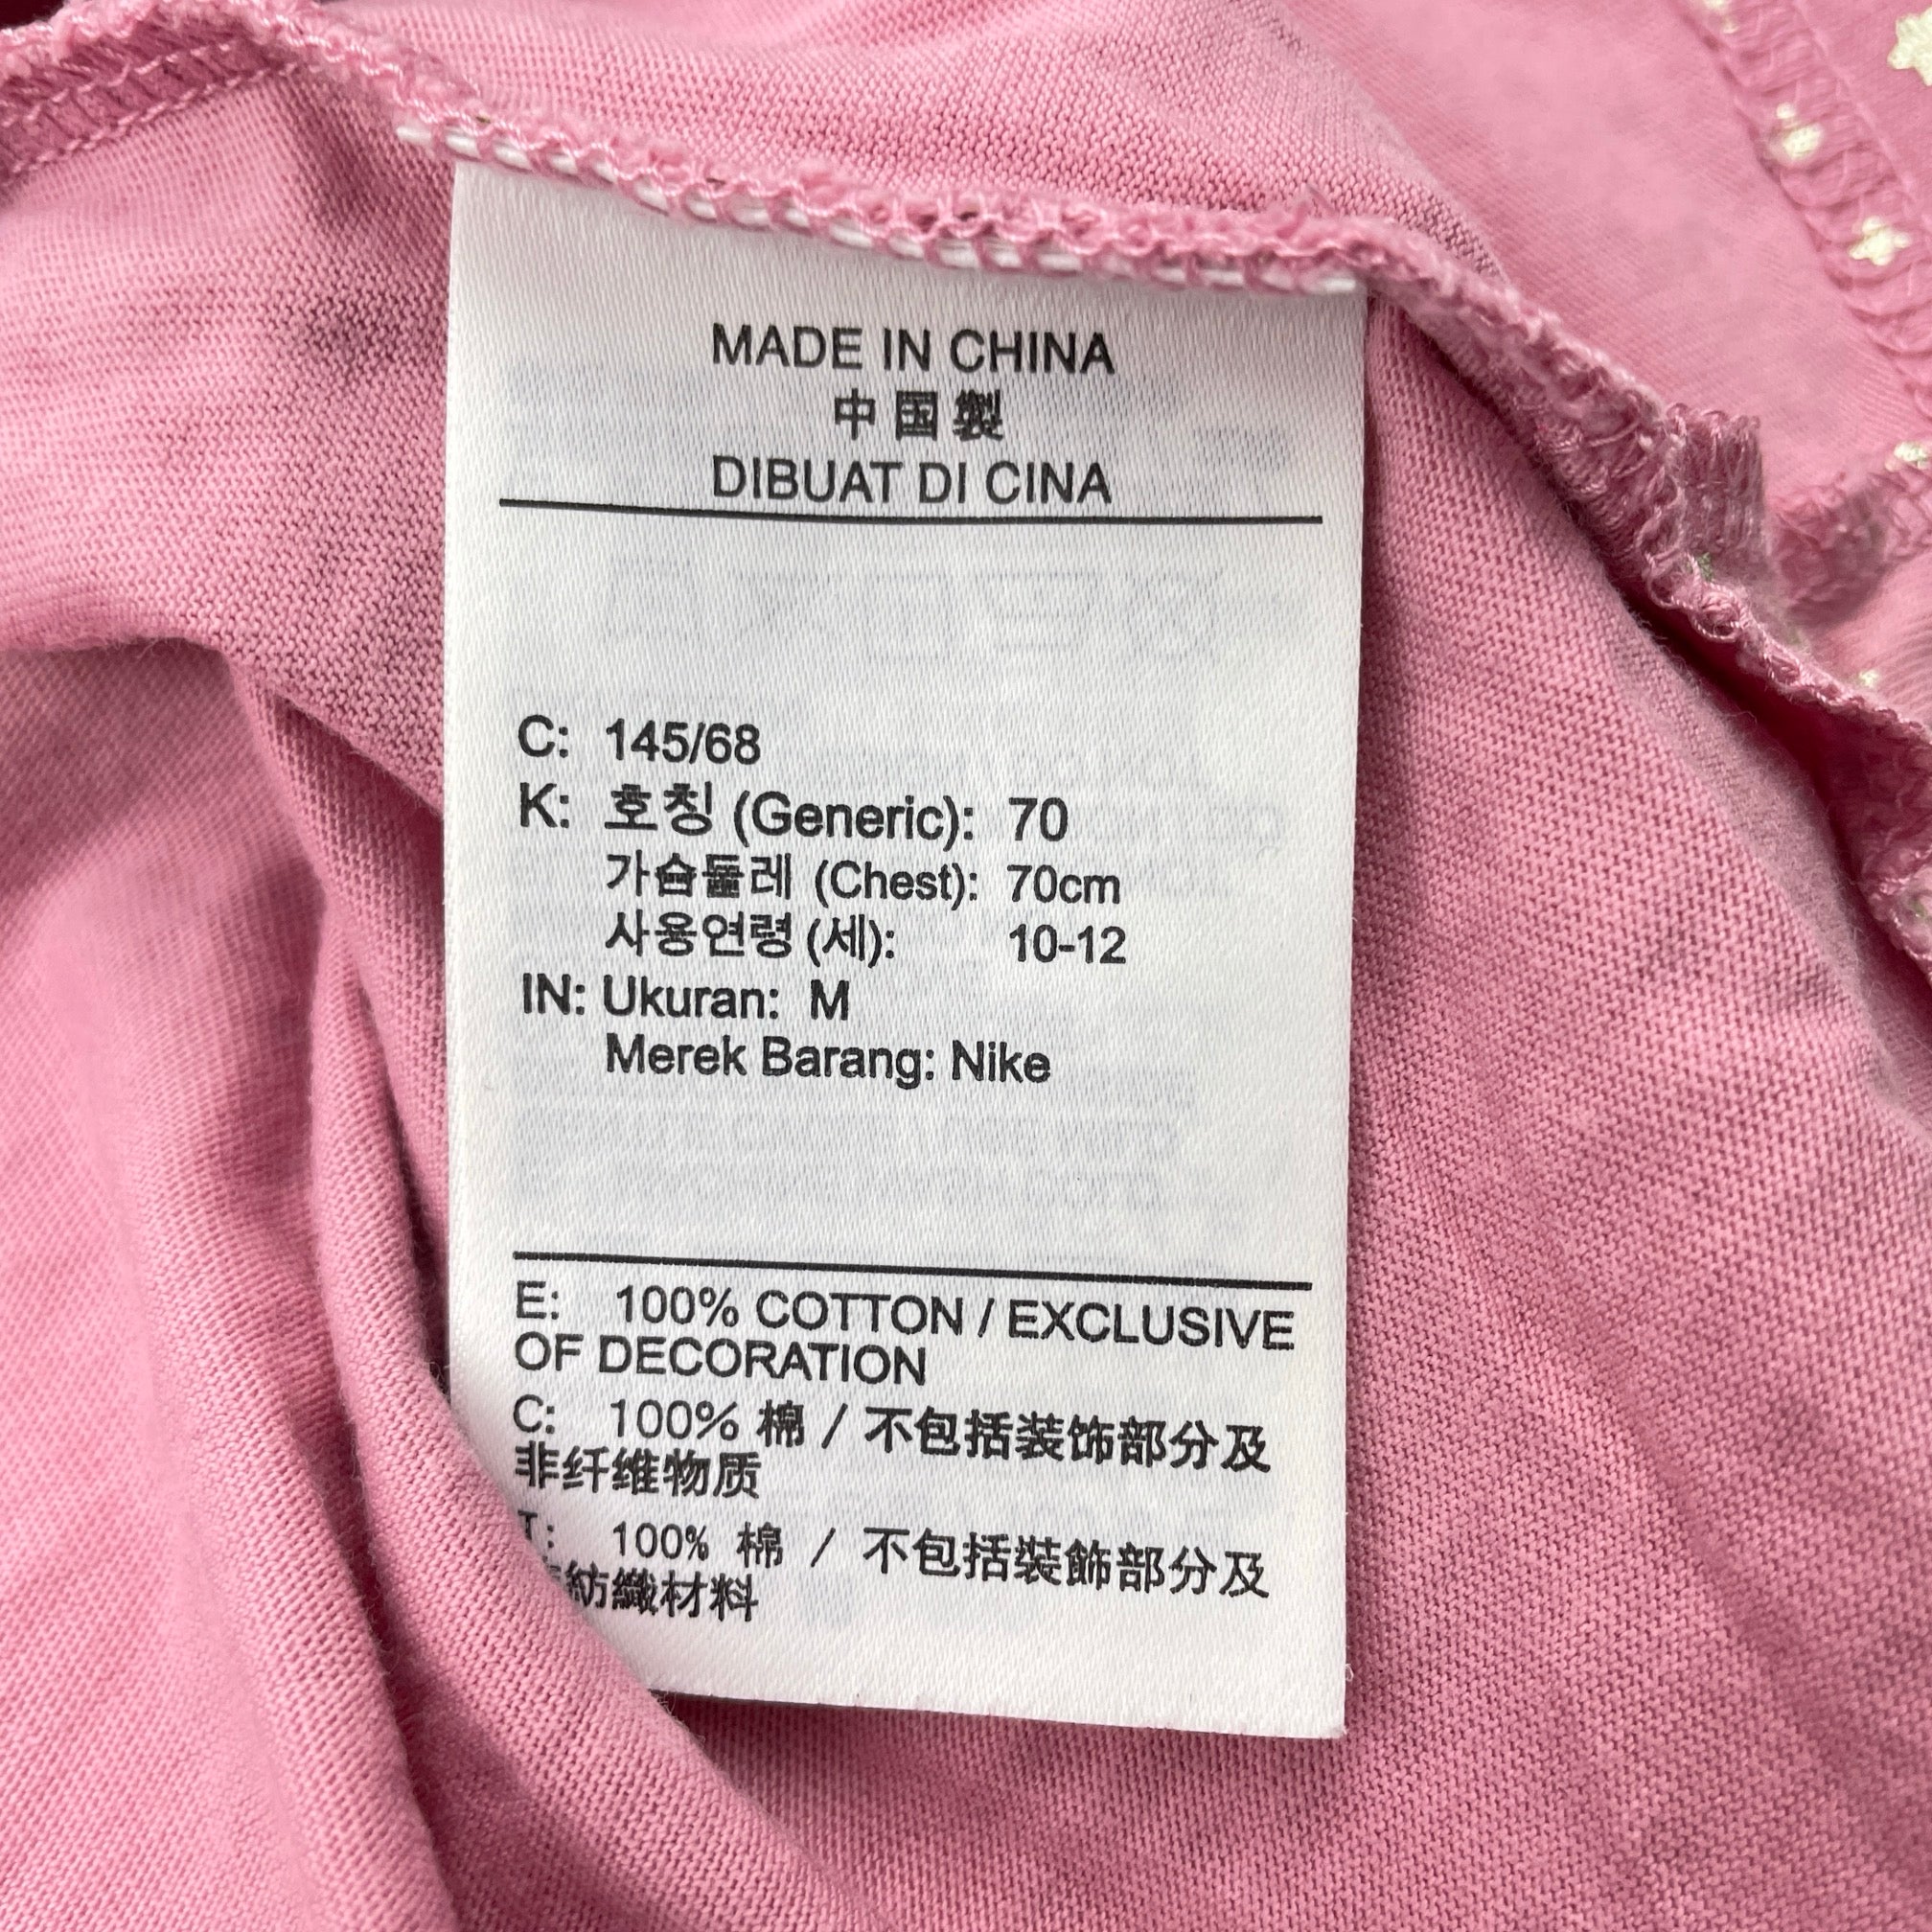 MADE IN CHINA
中国製
DIBUAT DI CINA
C: 145/68
K: 호칭 (Generic): 70
가슴둘레 (Chest): 70cm
사용연령 (세): 10-12
IN: Ukuran: M
Merek Barang: Nike
E: 100% COTTON / EXCLUSIVE
OF DECORATION
C: 100% 棉 / 不包括装饰部分及
非纤维物质
T: 100% 棉 / 不包括裝飾部分及
紡織材料